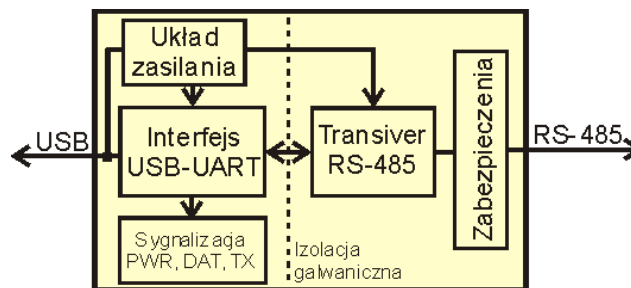 Układ
zasilania
USB
Interfejs
USB-UART
Transiver
RS-485
Zabezpieczenia
RS-485
Sygnalizacja
PWR, DAT, TX
Izolacja
galwaniczna